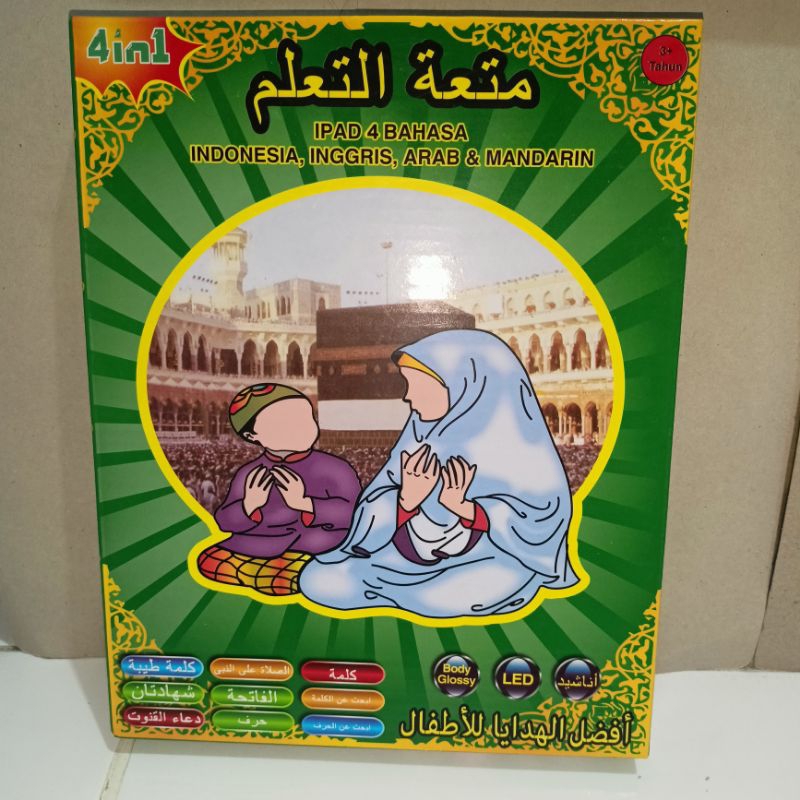 4in1
3+
Tahun
متعة التعلم
IPAD 4 BAHASA
INDONESIA, INGGRIS, ARAB & MANDARIN
كلمة طيبة
الصلاة على النبى
كلمة
شهادتان
الفاتحة
ابحث عن الكلمة
دعاء القنوت
حرف
ابحث عن الحرف
Body
Glossy
LED
أناشيد
أفضل الهدايا للأطفال